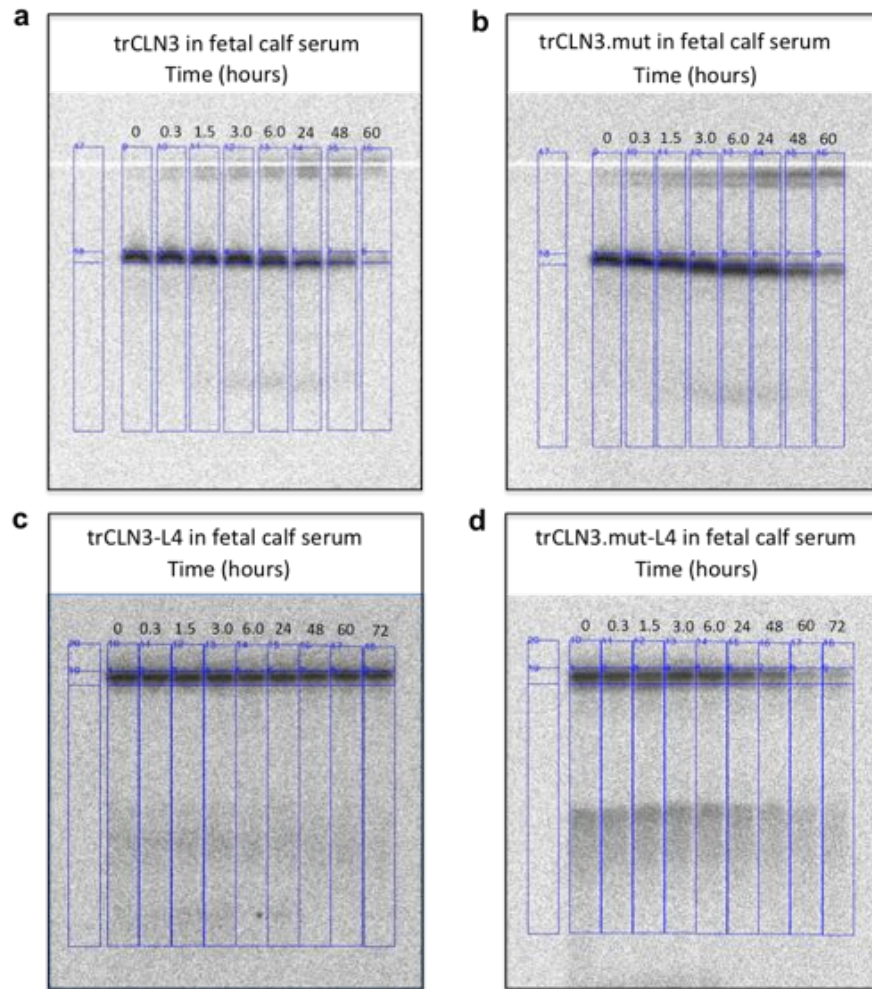 a
trCLN3 in fetal calf serum
Time (hours)
0 0.3 1.5 3.0 6.0 24 48 60
b
trCLN3.mut in fetal calf serum
Time (hours)
0 0.3 1.5 3.0 6.0 24 48 60
c
trCLN3-L4 in fetal calf serum
Time (hours)
0 0.3 1.5 3.0 6.0 24 48 60 72
d
trCLN3.mut-L4 in fetal calf serum
Time (hours)
0 0.3 1.5 3.0 6.0 24 48 60 72